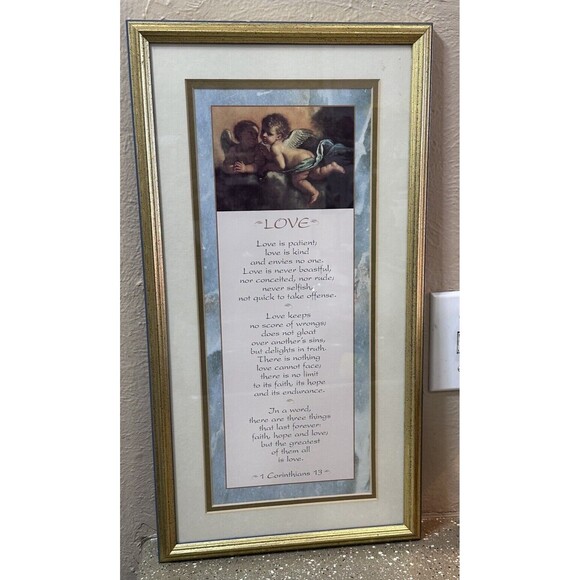 LOVE
Love is patient;
love is kind
and envies no one.
Love is never boastful,
nor conceited, nor rude;
never selfish,
not quick to take offense.
Love keeps
no score of wrongs;
does not gloat
over another's sins,
but delights in truth.
There is nothing
love cannot face;
there is no limit
to its faith, its hope
and its endurance.
In a word,
there are three things
that last forever:
faith, hope and love;
but the greatest
of them all
is love.
1 Corinthians 13